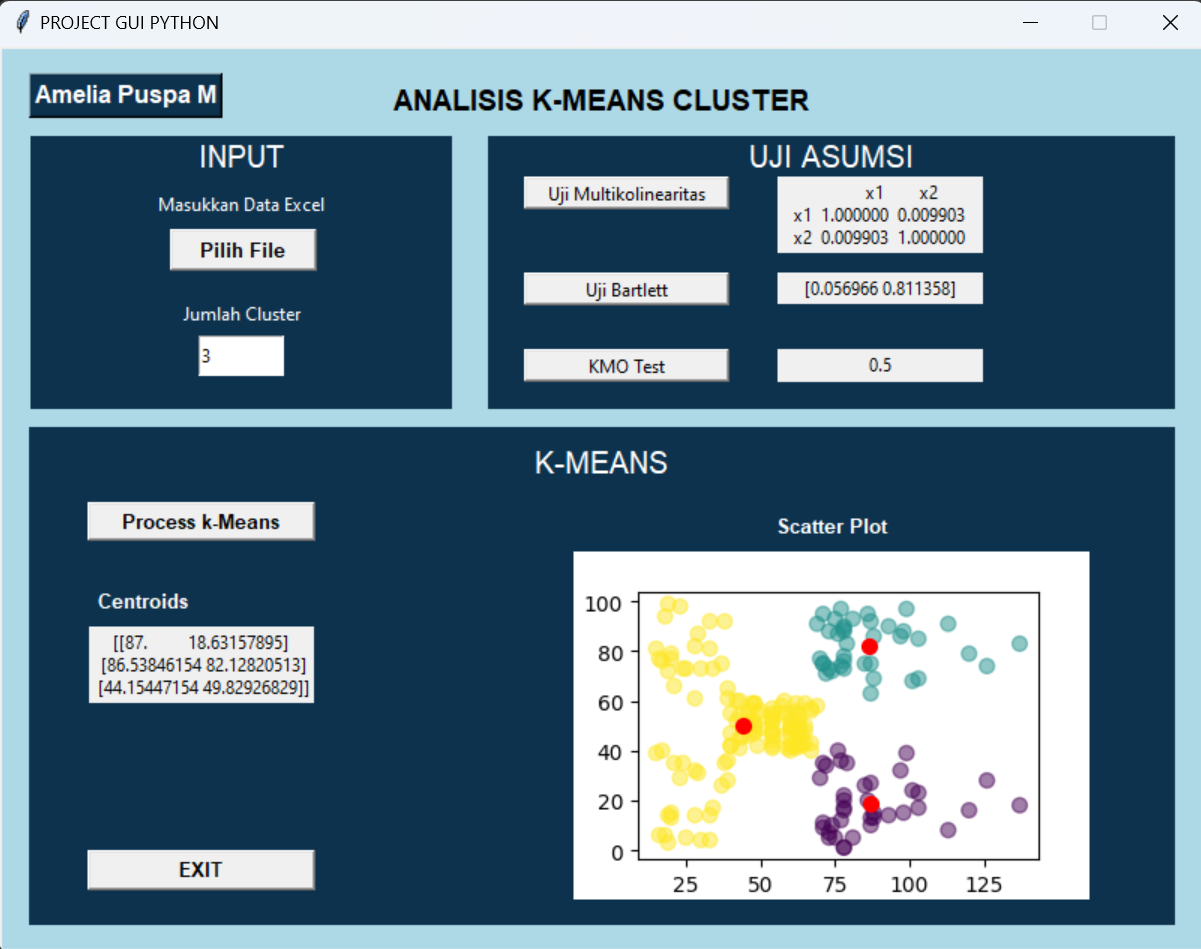 PROJECT GUI PYTHON
Amelia Puspa M
ANALISIS K-MEANS CLUSTER
INPUT
Masukkan Data Excel
Pilih File
Jumlah Cluster
3
UJI ASUMSI
Uji Multikolinearitas
x1 x2
x1 1.000000 0.009903
x2 0.009903 1.000000
Uji Bartlett
[0.056966 0.811358]
KMO Test
0.5
K-MEANS
Process k-Means
Centroids
[[87. 18.63157895]
[86.53846154 82.12820513]
[44.15447154 49.82926829]]
EXIT
Scatter Plot
100
80
60
40
20
0
25 50 75 100 125